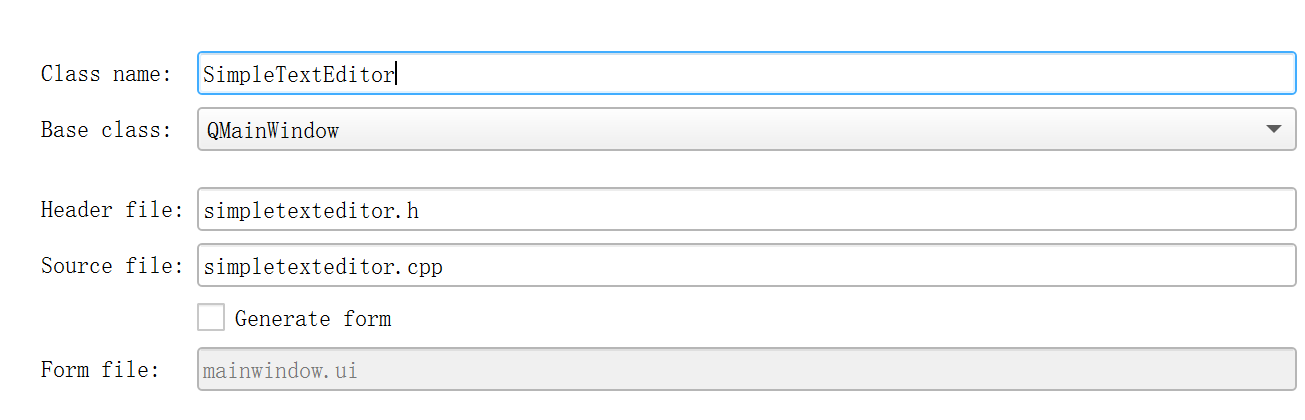 Class name: SimpleTextEditor
Base class: QMainWindow
Header file: simpletexteditor.h
Source file: simpletexteditor.cpp
Generate form
Form file: mainwindow.ui